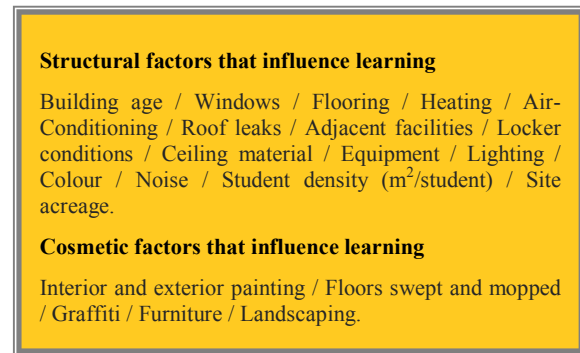 Structural factors that influence learning
Building age / Windows / Flooring / Heating / Air-
Conditioning / Roof leaks / Adjacent facilities / Locker
conditions / Ceiling material / Equipment / Lighting /
Colour / Noise / Student density (m²/student) / Site
acreage.
Cosmetic factors that influence learning
Interior and exterior painting / Floors swept and mopped
/ Graffiti / Furniture / Landscaping.